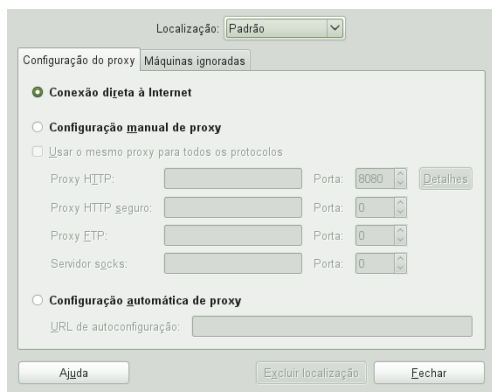 Localização: Padrão
Configuração do proxy Máquinas ignoradas
Conexão direta à Internet
Configuração manual de proxy
Usar o mesmo proxy para todos os protocolos
Proxy HTTP: Porta: 8080 Detalhes
Proxy HTTP seguro: Porta: 0
Proxy FTP: Porta: 0
Servidor socks: Porta: 0
Configuração automática de proxy
URL de autoconfiguração:
Ajuda Excluir localização Fechar